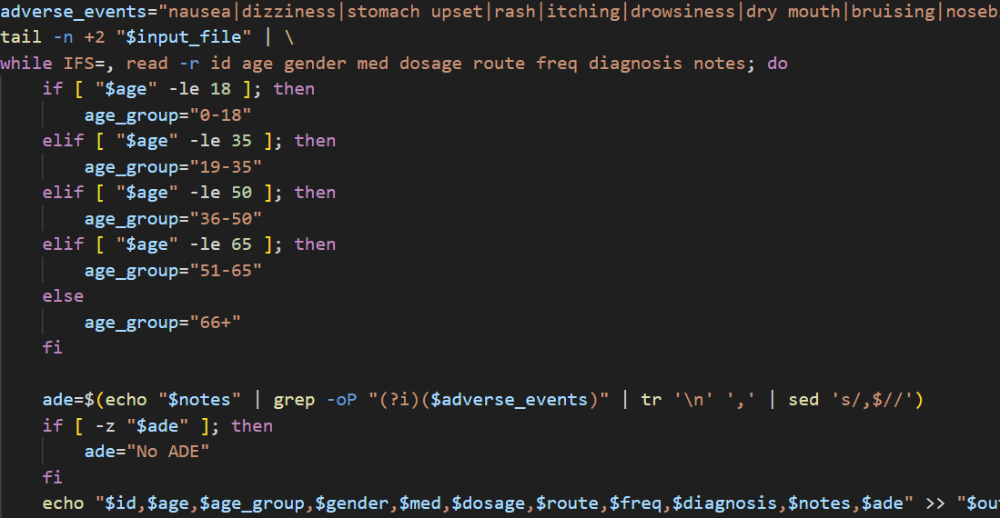 adverse_events="nausea|dizziness|stomach upset|rash|itching|drowsiness|dry mouth|bruising|noseb
tail -n +2 "$input_file" | \
while IFS=, read -r id age gender med dosage route freq diagnosis notes; do
    if [ "$age" -le 18 ]; then
        age_group="0-18"
    elif [ "$age" -le 35 ]; then
        age_group="19-35"
    elif [ "$age" -le 50 ]; then
        age_group="36-50"
    elif [ "$age" -le 65 ]; then
        age_group="51-65"
    else
        age_group="66+"
    fi

    ade=$(echo "$notes" | grep -oP "(?i)($adverse_events)" | tr '\n' ',' | sed 's/,$//')
    if [ -z "$ade" ]; then
        ade="No ADE"
    fi
    echo "$id,$age,$age_group,$gender,$med,$dosage,$route,$freq,$diagnosis,$notes,$ade" >> "$out